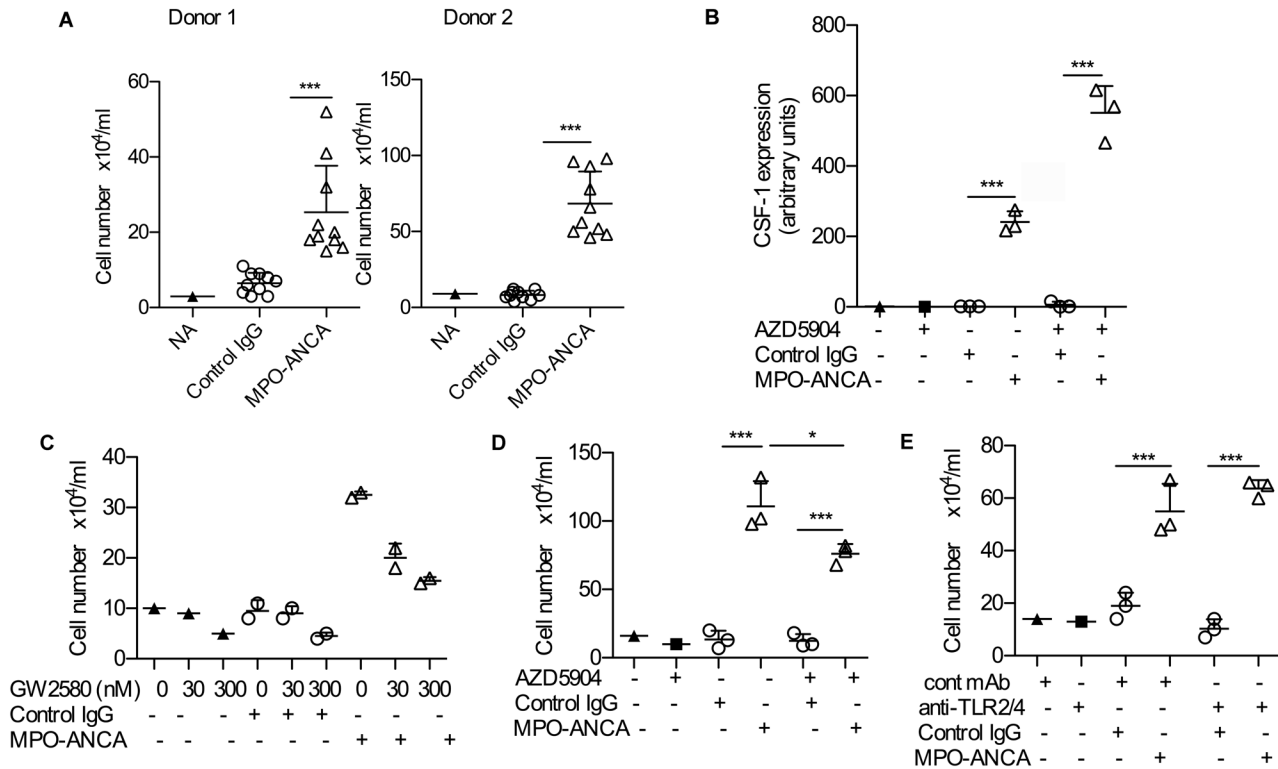 A Donor 1 Donor 2
Cell number x10⁴/ml
60
40
20
0
***
NA Control IgG MPO-ANCA
Cell number x10⁴/ml
150
100
50
0
***
NA Control IgG MPO-ANCA
B
CSF-1 expression
(arbitrary units)
800
600
400
200
0
*** ***
AZD5904 - + - - + +
Control IgG - - + - + -
MPO-ANCA - - - + - +
C
Cell number x10⁴/ml
40
30
20
10
0
GW2580 (nM) 0 30 300 0 30 300 0 30 300
Control IgG - - - + + + - - -
MPO-ANCA - - - - - - + + +
D
Cell number x10⁴/ml
150
100
50
0
*** * ***
AZD5904 - + - - + +
Control IgG - - + - + -
MPO-ANCA - - - + - +
E
Cell number x10⁴/ml
80
60
40
20
0
*** ***
cont mAb + - + + - -
anti-TLR2/4 - + - - + +
Control IgG - - + - + -
MPO-ANCA - - - + - +